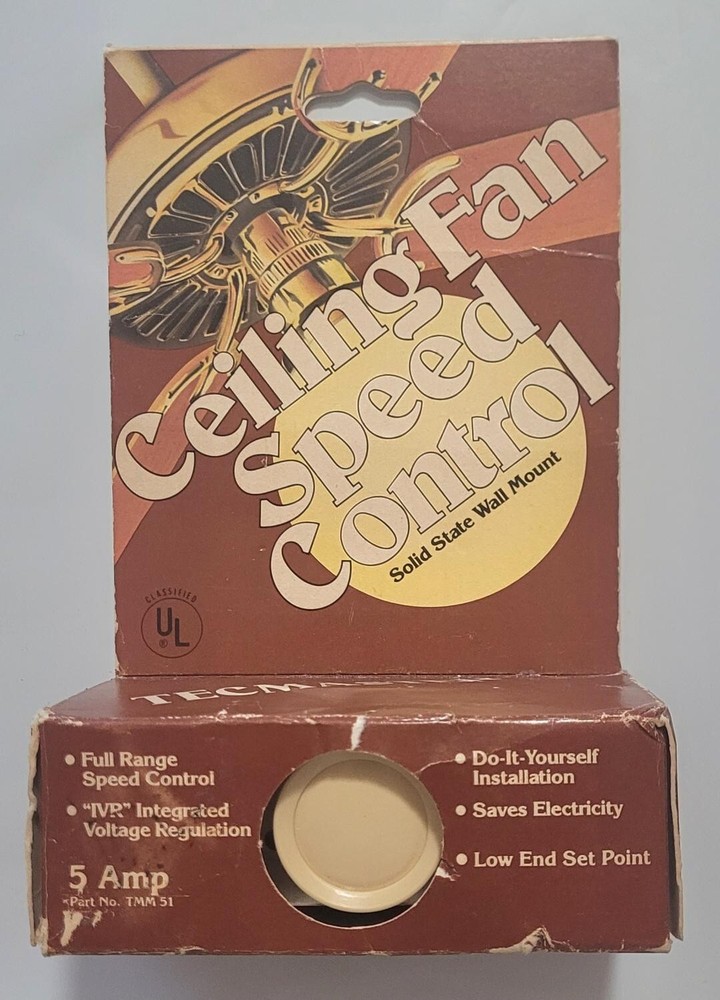 Ceiling Fan
Speed
Control
Solid State Wall Mount
CLASSIFIED
UL
®
• Full Range
Speed Control
• "IVR" Integrated
Voltage Regulation
5 Amp
Part No. TMM 51
• Do-It-Yourself
Installation
• Saves Electricity
• Low End Set Point